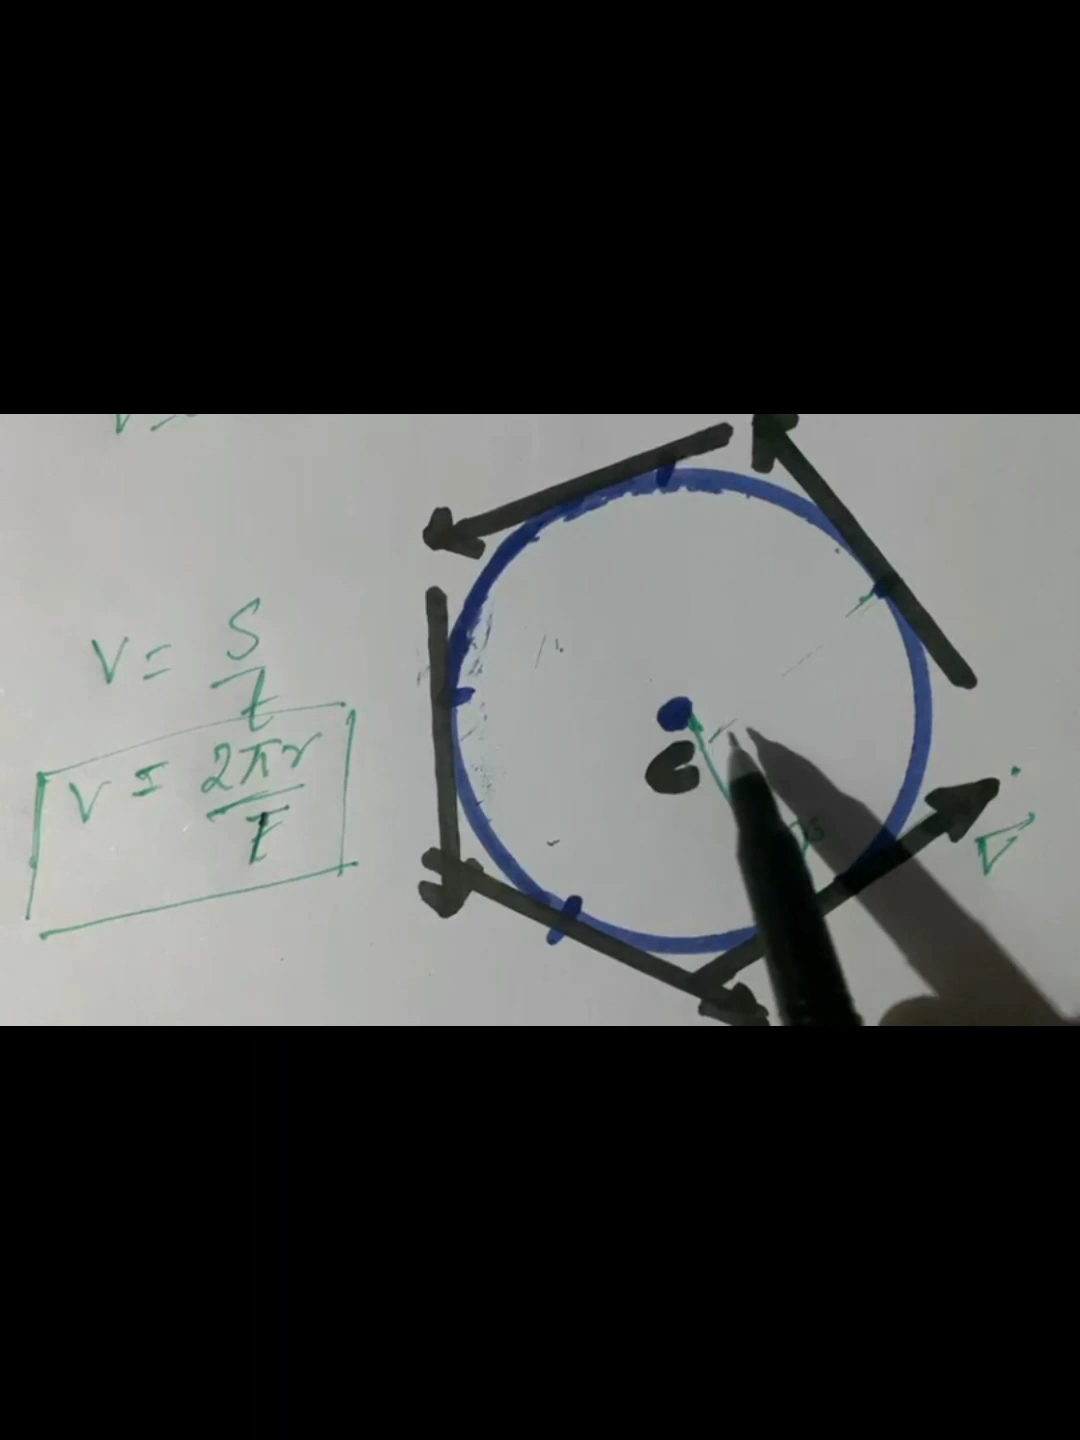 V = S/t
V = 2πr/t
C
r
V⃗